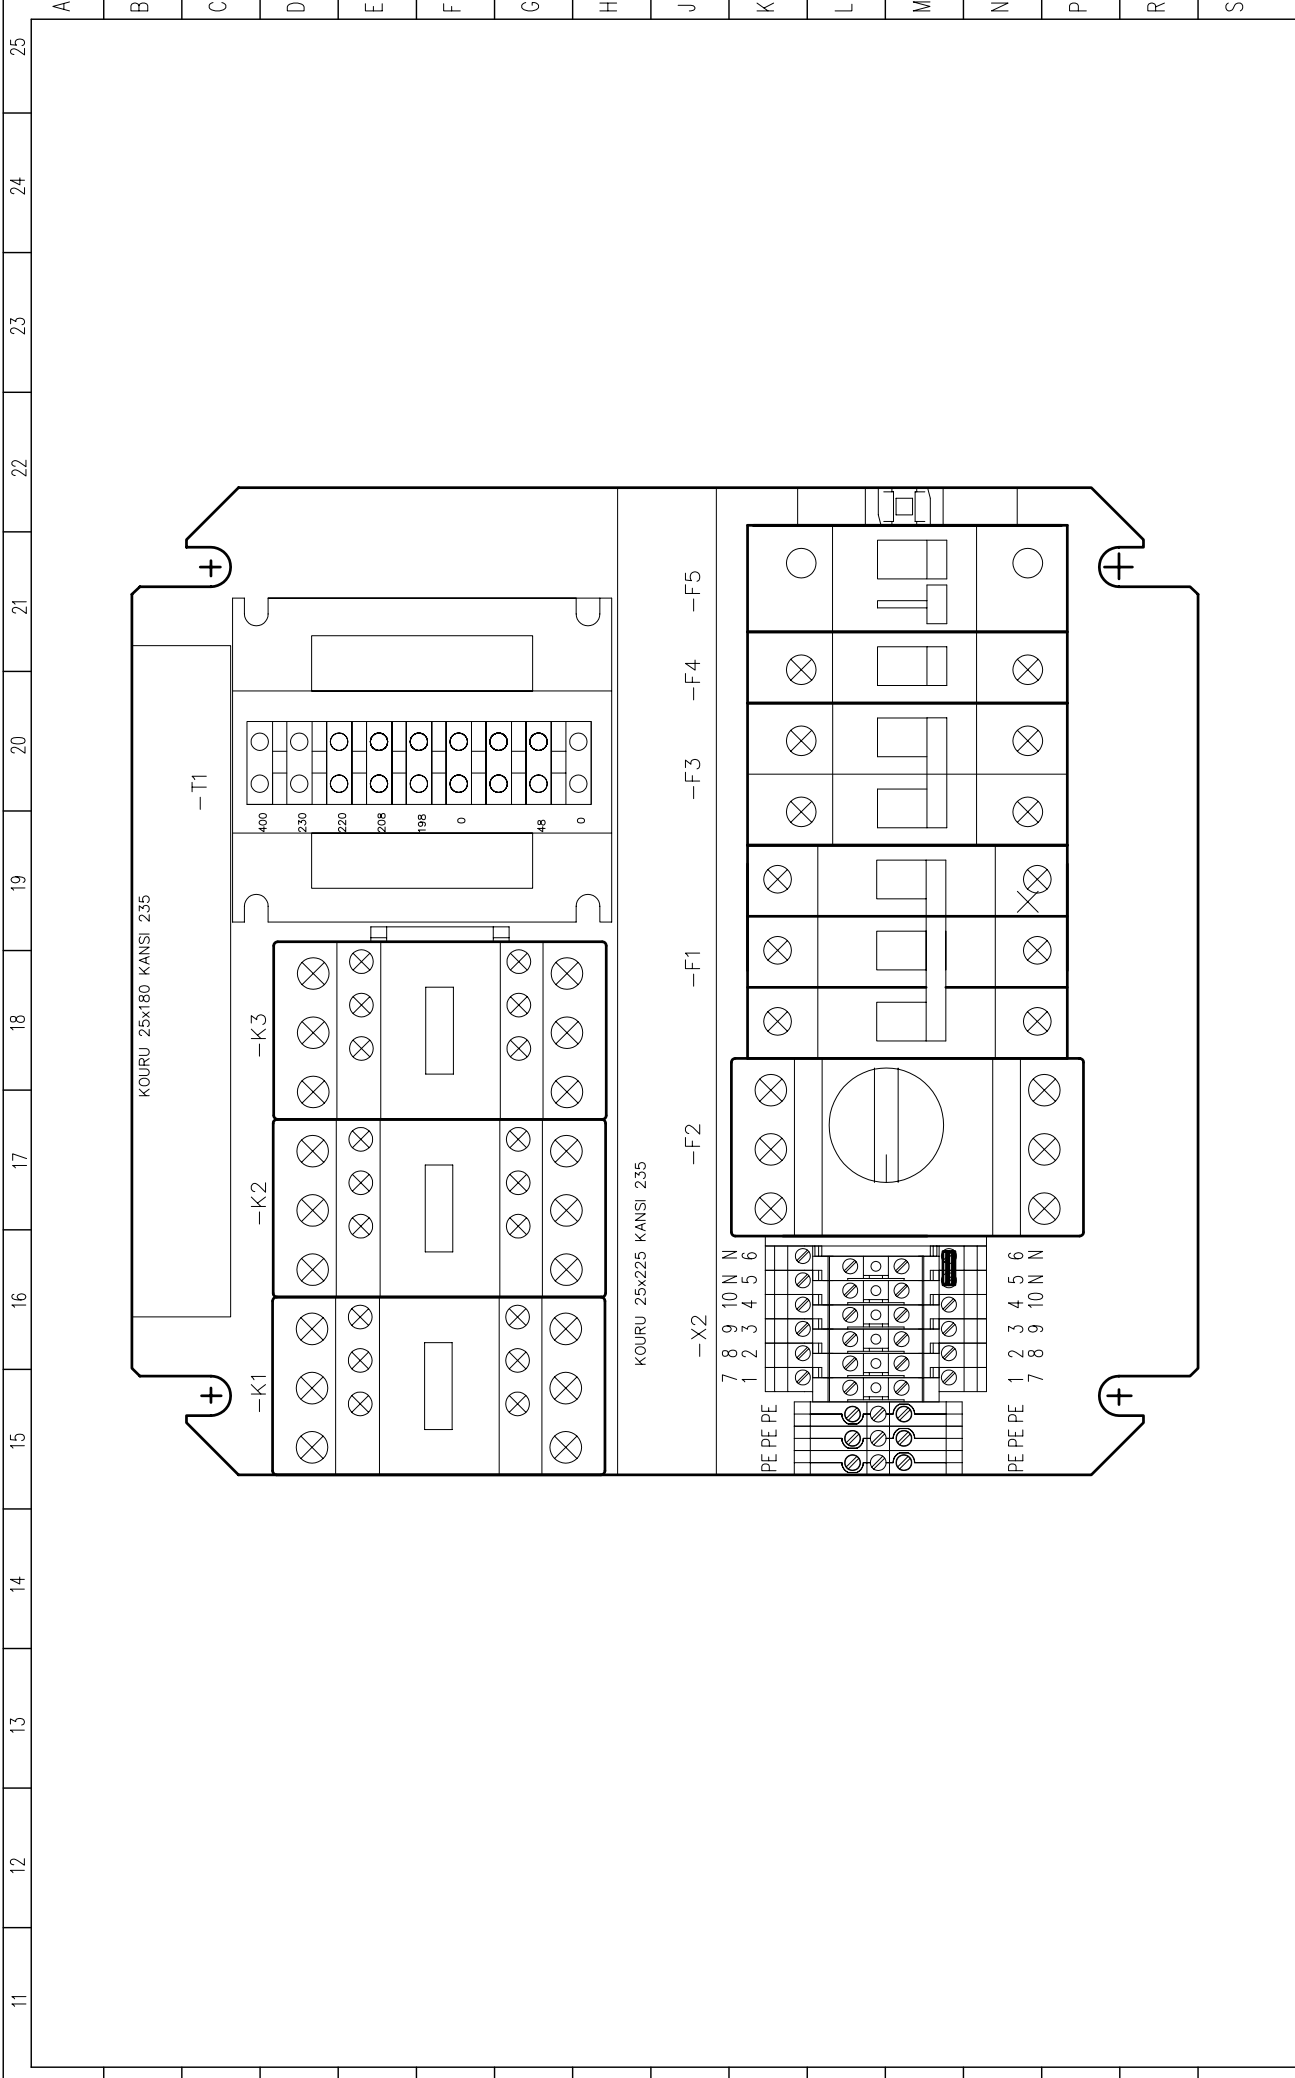 A B C D E F G H J K L M N P R S
11 12 13 14 15 16 17 18 19 20 21 22 23 24 25
KOURU 25x180 KANSI 235
-T1
400
230
220
208
198
0
48
0
-K1 -K2 -K3
KOURU 25x225 KANSI 235
-X2 -F2 -F1 -F3 -F4 -F5
7 8 9 10 N N
PE PE PE 1 2 3 4 5 6
PE PE PE 1 2 3 4 5 6
7 8 9 10 N N